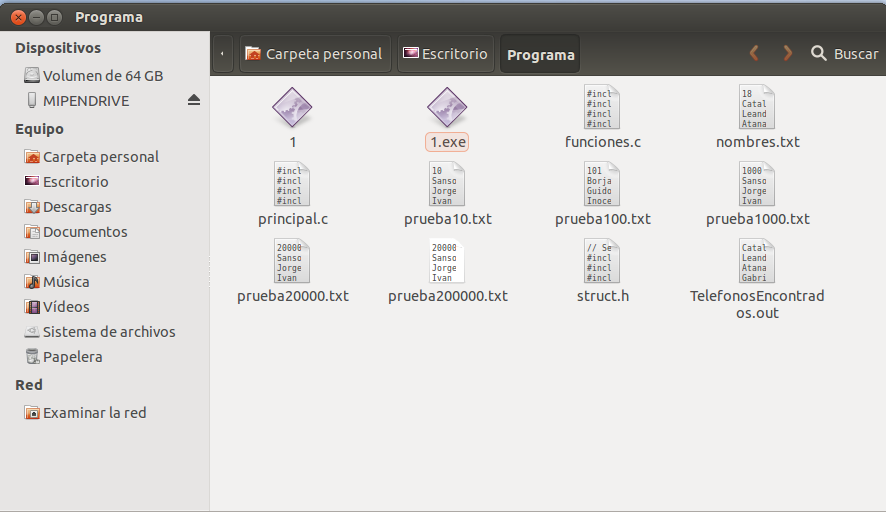 Programa
Dispositivos
Volumen de 64 GB
MIPENDRIVE
Equipo
Carpeta personal
Escritorio
Descargas
Documentos
Imágenes
Música
Vídeos
Sistema de archivos
Papelera
Red
Examinar la red
Carpeta personal Escritorio Programa Buscar
1
1.exe
#incl
#incl
#incl
#incl
funciones.c
18
Catal
Leand
Atana
nombres.txt
#incl
#incl
#incl
#incl
principal.c
10
Sanso
Jorge
Ivan
prueba10.txt
101
Borja
Guido
Inoce
prueba100.txt
1000
Sanso
Jorge
Ivan
prueba1000.txt
20000
Sanso
Jorge
Ivan
prueba20000.txt
20000
Sanso
Jorge
Ivan
prueba200000.txt
// Se
#incl
#incl
#incl
struct.h
Catal
Leand
Atana
Gabri
TelefonosEncontrad
os.out